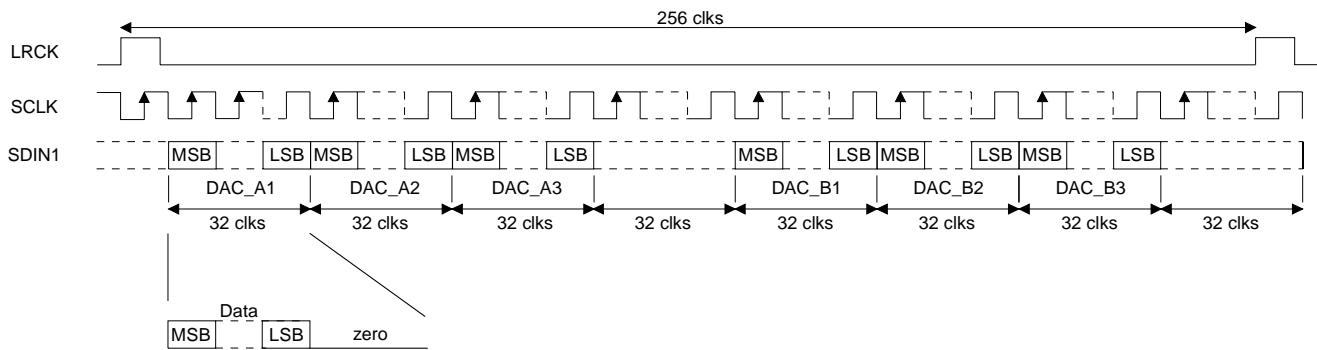 256 clks
LRCK
SCLK
SDIN1
MSB LSB MSB LSB MSB LSB MSB LSB MSB LSB MSB LSB
DAC_A1 DAC_A2 DAC_A3 DAC_B1 DAC_B2 DAC_B3
32 clks 32 clks 32 clks 32 clks 32 clks 32 clks 32 clks 32 clks
Data
MSB LSB zero